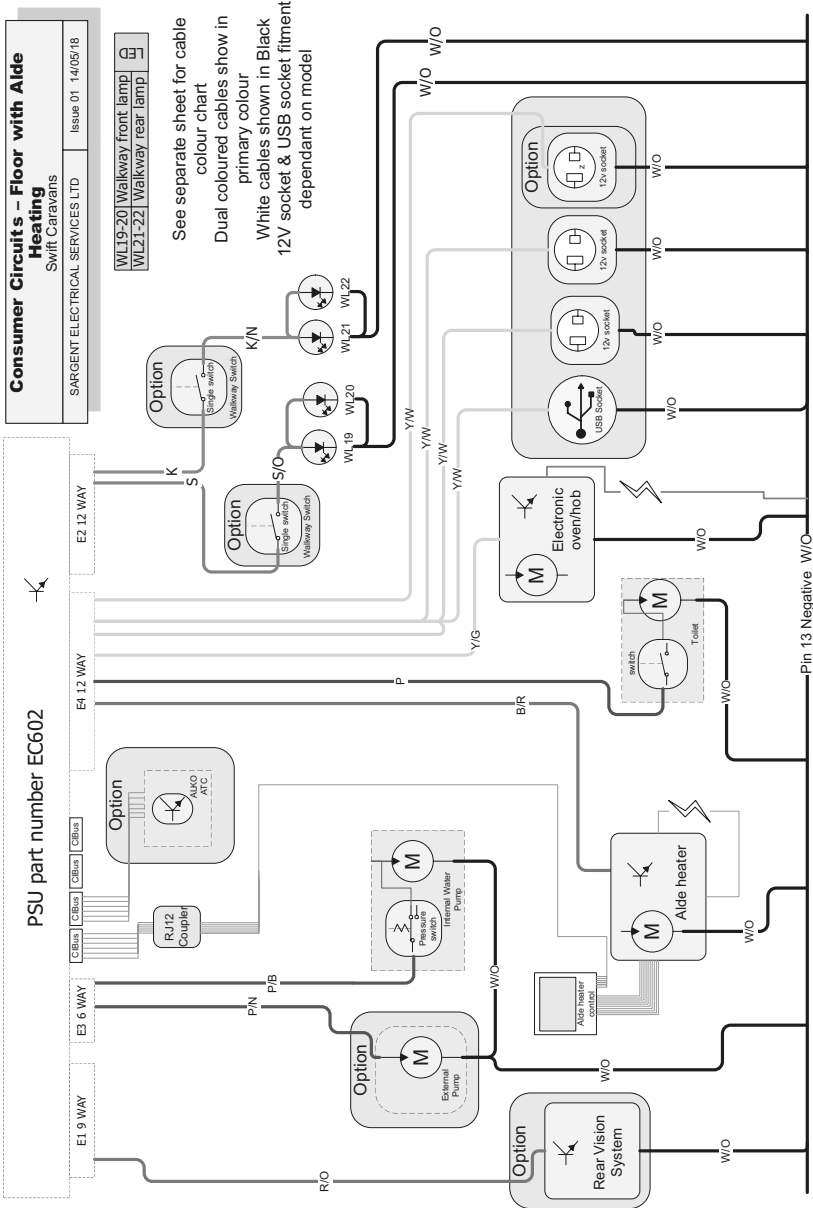 Consumer Circuits – Floor with Alde
Heating
Swift Caravans
SARGENT ELECTRICAL SERVICES LTD
Issue 01 14/05/18
WL19-20 Walkway front lamp
WL21-22 Walkway rear lamp
LED
See separate sheet for cable
colour chart
Dual coloured cables show in
primary colour
White cables shown in Black
12V socket & USB socket fitment
dependant on model
PSU part number EC602
E1 9 WAY
E3 6 WAY
CIBus
CIBus
CIBus
CIBus
E4 12 WAY
E2 12 WAY
RJ12
Coupler
Option
ALKO
ATC
K
S
Option
Single switch
Walkway Switch
Option
Single switch
Walkway Switch
K/N
S/O
WL19
WL20
WL21
WL22
R/O
P/N
P/B
P
B/R
Y/G
Y/W
Y/W
Y/W
Y/W
Option
External
Pump
M
Pressure
switch
M
Internal Water
Pump
Option
Rear Vision
System
Alde heater
control
M
Alde heater
switch
M
Toilet
M
Electronic
oven/hob
USB Socket
12v socket
12v socket
Option
z
12v socket
W/O
W/O
W/O
W/O
W/O
W/O
W/O
W/O
W/O
W/O
W/O
W/O
Pin 13 Negative W/O